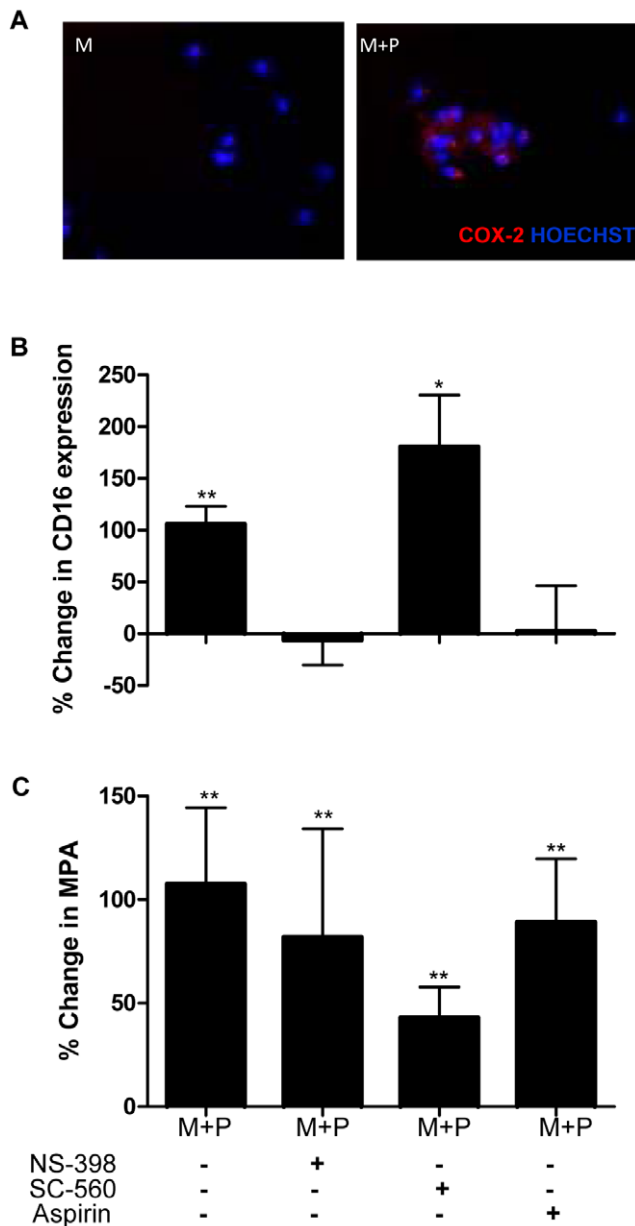 A
M
M+P
COX-2 HOECHST
B
% Change in CD16 expression
250
200
150
100
50
0
-50
**
*
C
% Change in MPA
150
100
50
0
**
**
**
**
M+P M+P M+P M+P
NS-398 - + - -
SC-560 - - + -
Aspirin - - - +